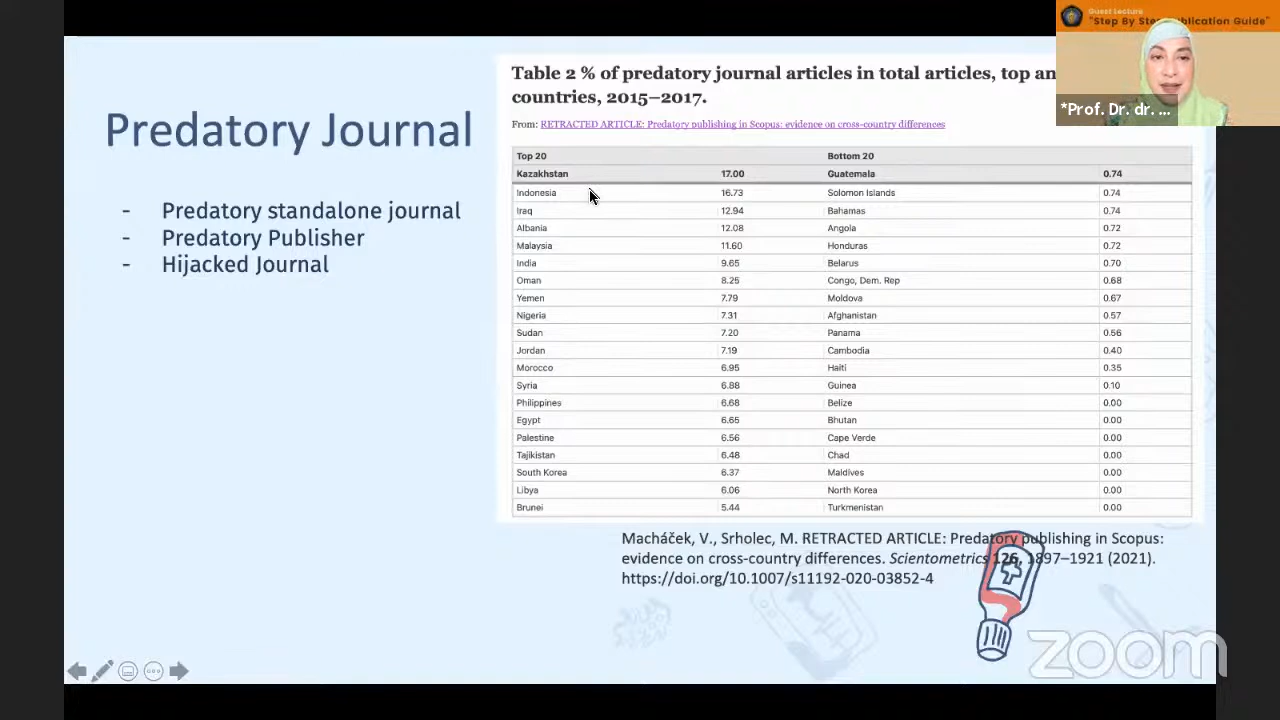 Guest Lecture
"Step By Step Publication Guide"
*Prof. Dr. dr. ...
Predatory Journal
- Predatory standalone journal
- Predatory Publisher
- Hijacked Journal
Table 2 % of predatory journal articles in total articles, top an
countries, 2015–2017.
From: RETRACTED ARTICLE: Predatory publishing in Scopus: evidence on cross-country differences
Top 20 Bottom 20
Kazakhstan 17.00 Guatemala 0.74
Indonesia 16.73 Solomon Islands 0.74
Iraq 12.94 Bahamas 0.74
Albania 12.08 Angola 0.72
Malaysia 11.60 Honduras 0.72
India 9.65 Belarus 0.70
Oman 8.25 Congo, Dem. Rep 0.68
Yemen 7.79 Moldova 0.67
Nigeria 7.31 Afghanistan 0.57
Sudan 7.20 Panama 0.56
Jordan 7.19 Cambodia 0.40
Morocco 6.95 Haiti 0.35
Syria 6.88 Guinea 0.10
Philippines 6.68 Belize 0.00
Egypt 6.65 Bhutan 0.00
Palestine 6.56 Cape Verde 0.00
Tajikistan 6.48 Chad 0.00
South Korea 6.37 Maldives 0.00
Libya 6.06 North Korea 0.00
Brunei 5.44 Turkmenistan 0.00
Macháček, V., Srholec, M. RETRACTED ARTICLE: Predatory publishing in Scopus:
evidence on cross-country differences. Scientometrics 126, 1897–1921 (2021).
https://doi.org/10.1007/s11192-020-03852-4
zoom